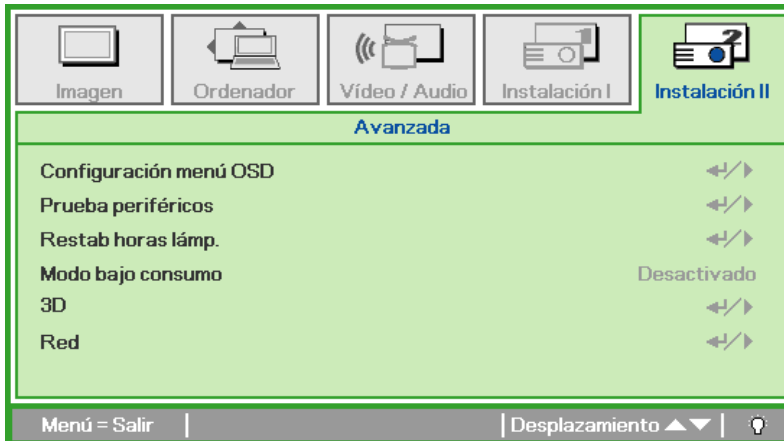 Imagen
Ordenador
Vídeo / Audio
Instalación I
Instalación II
Avanzada
Configuración menú OSD
Prueba periféricos
Restab horas lámp.
Modo bajo consumo Desactivado
3D
Red
Menú = Salir Desplazamiento ▲▼